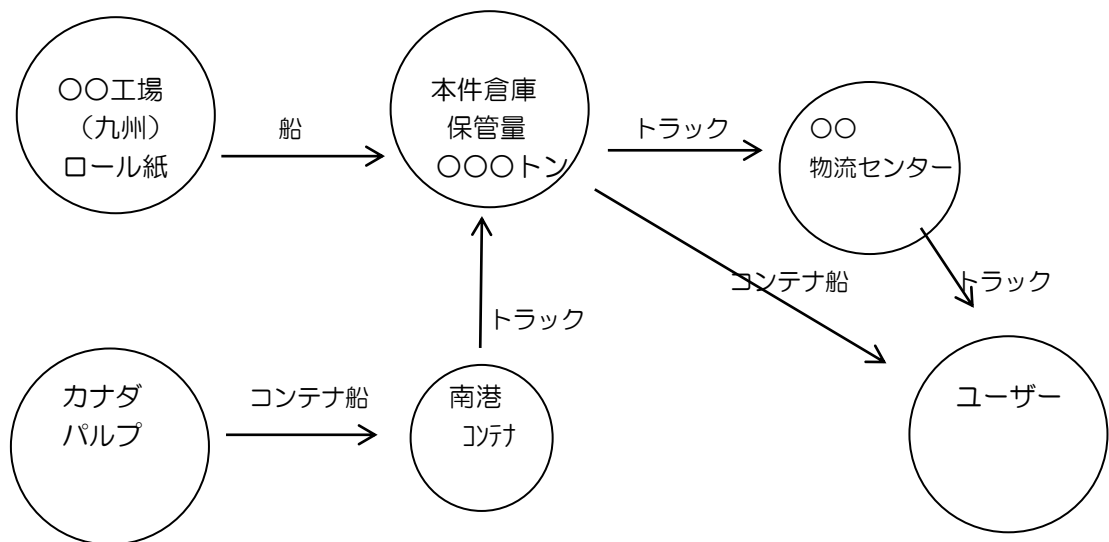 〇〇工場
（九州）
ロール紙
船
本件倉庫
保管量
〇〇〇トン
トラック
〇〇
物流センター
コンテナ船
トラック
トラック
カナダ
パルプ
コンテナ船
南港
コンテナ
ユーザー